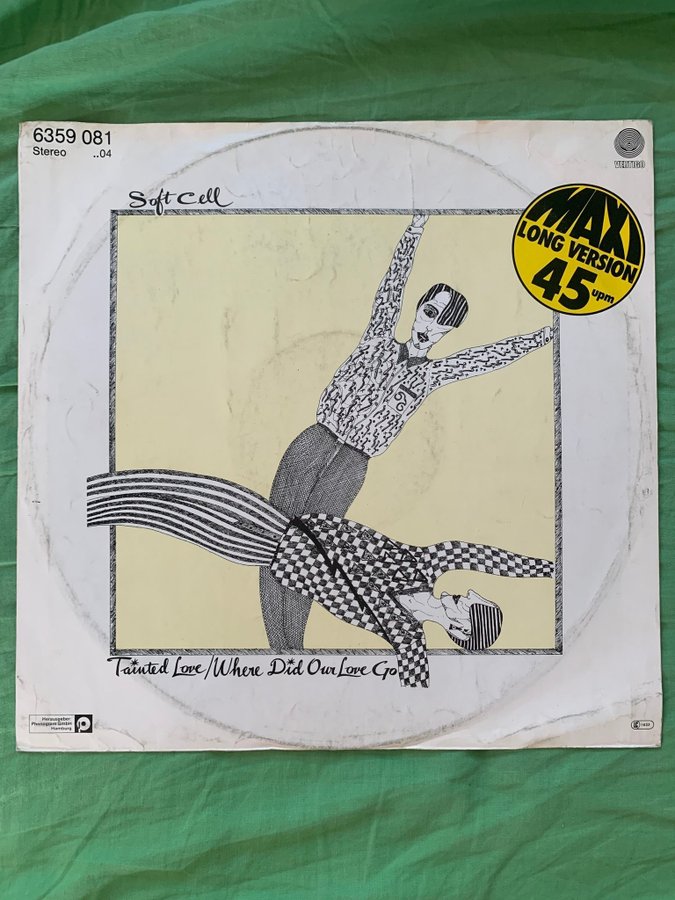 6359 081
Stereo ..04
VERTIGO
Soft Cell
MAXI
LONG VERSION
45 upm
Tainted Love/Where Did Our Love Go
Herausgeber:
Phonogram GmbH
Hamburg